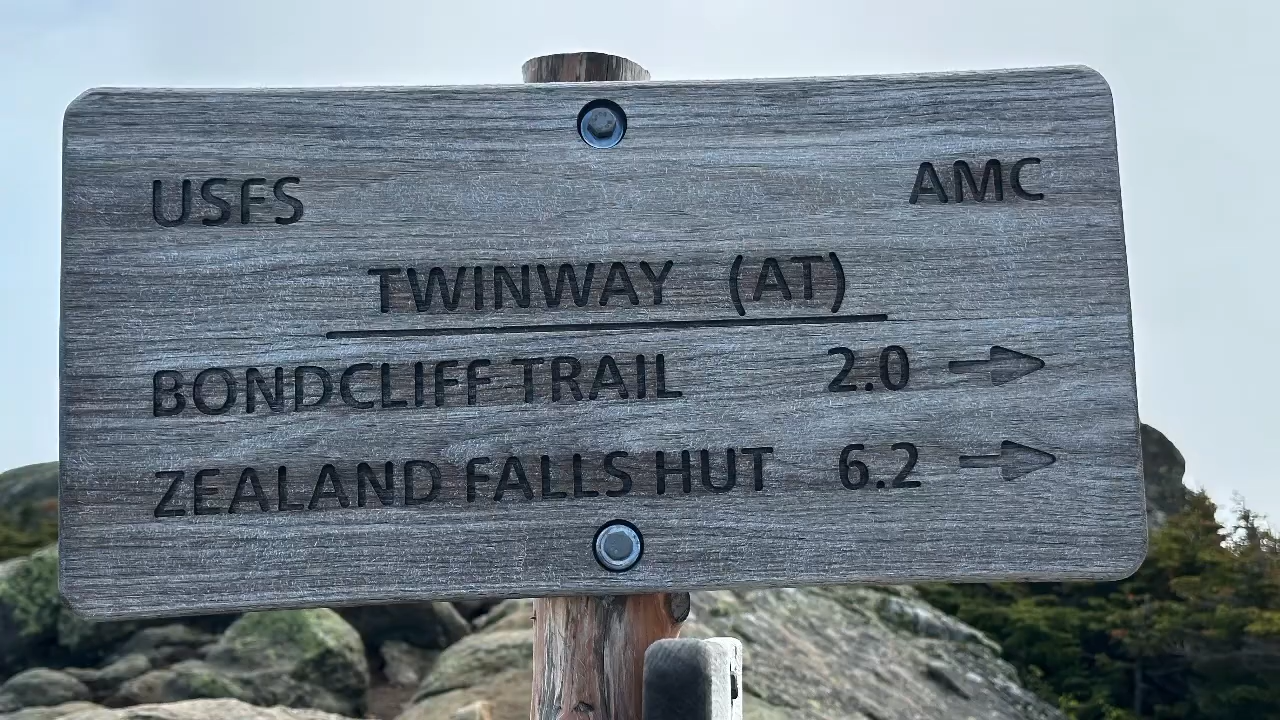 USFS AMC
TWINWAY (AT)
BONDCLIFF TRAIL 2.0 →
ZEALAND FALLS HUT 6.2 →